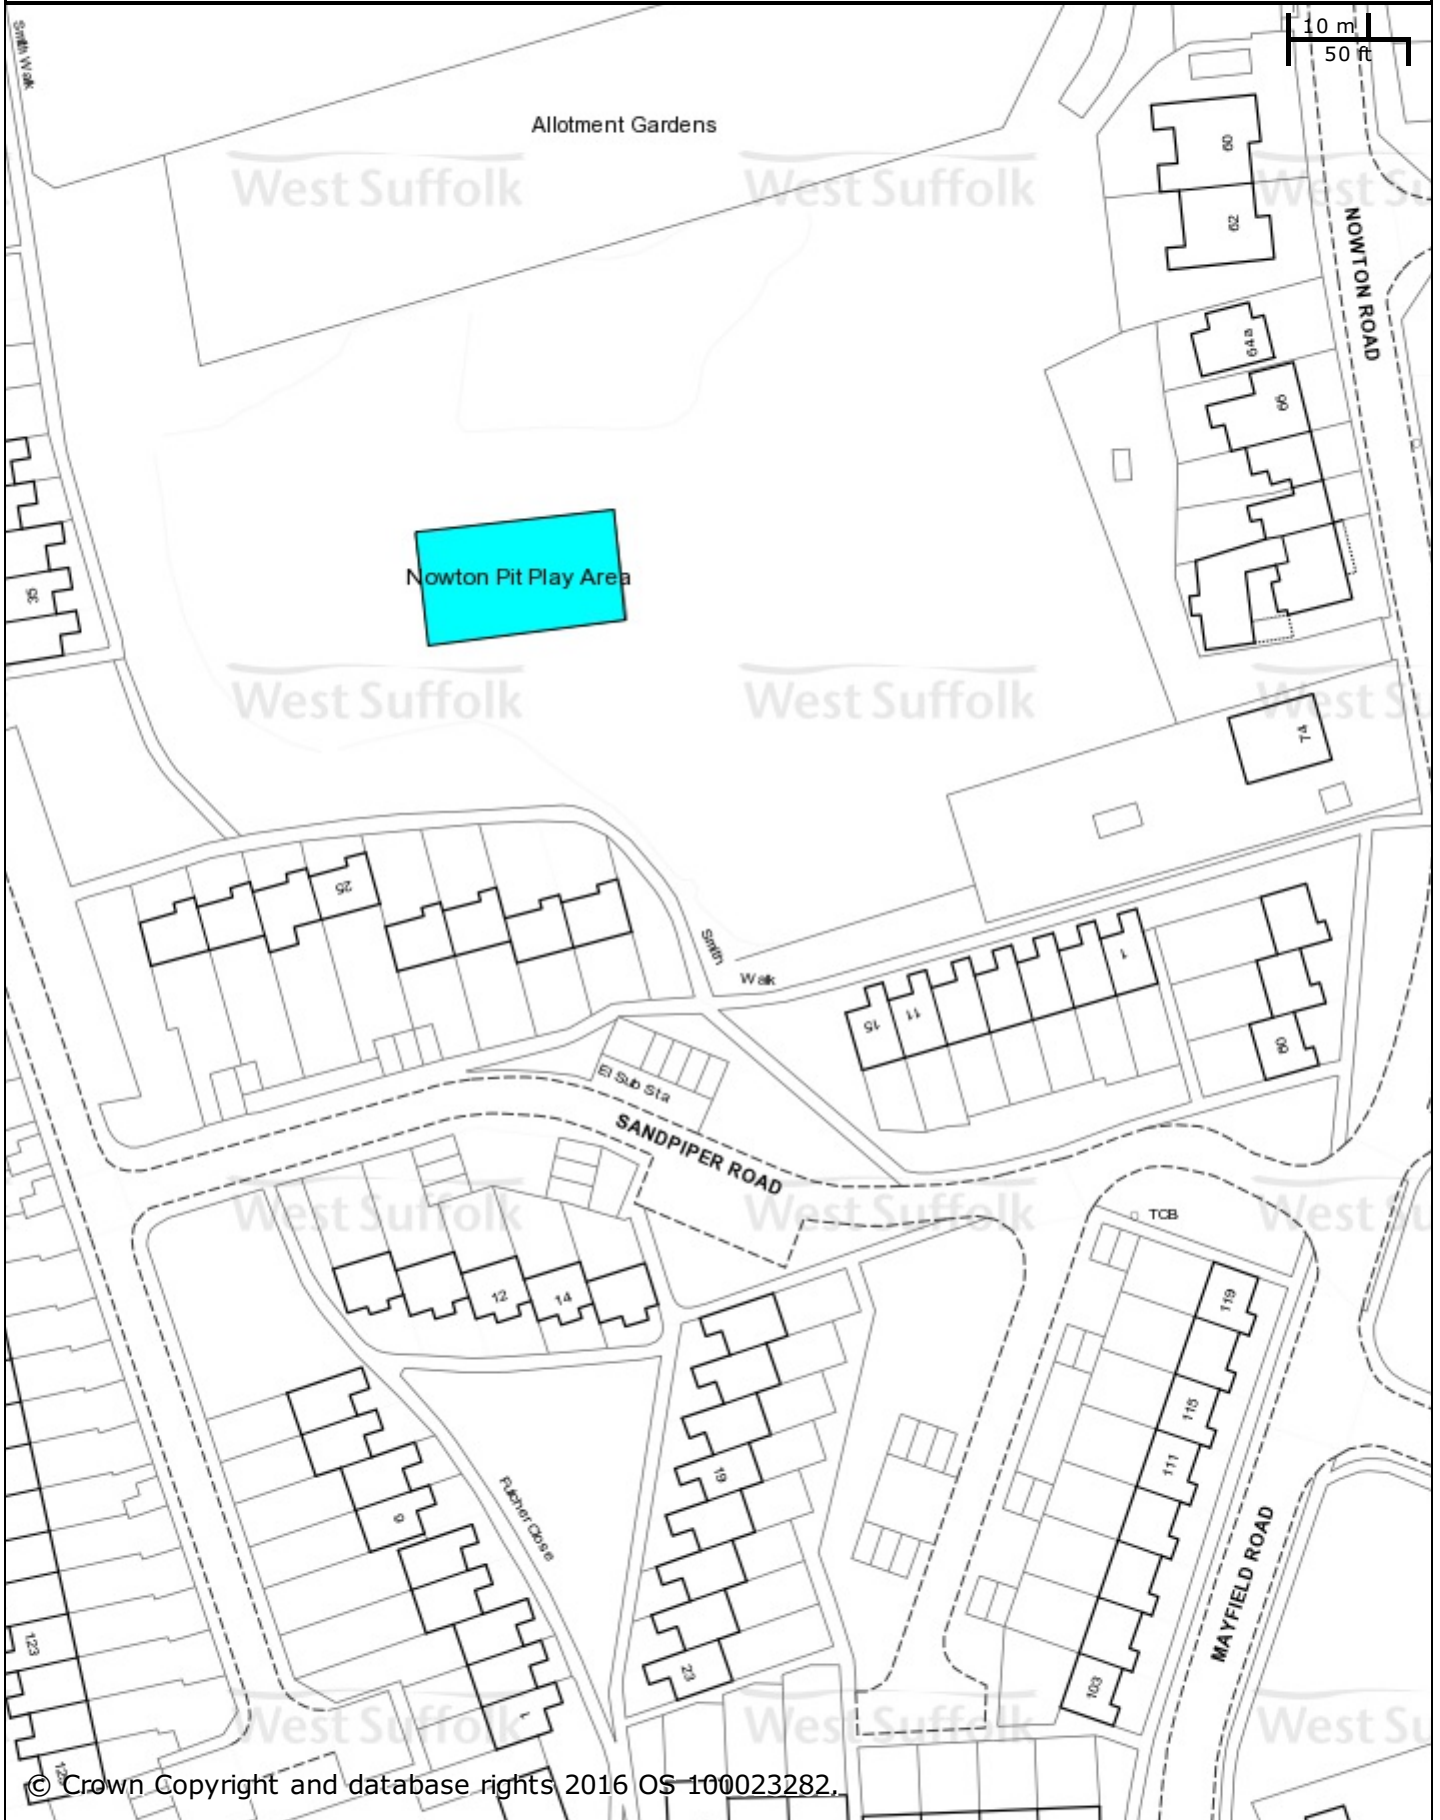 Smith Walk
10 m
50 ft
Allotment Gardens
60
West Suffolk
West Suffolk
West Su
62
NOWTON ROAD
64a
66
Nowton Pit Play Area
35
West Suffolk
West Suffolk
West Su
74
25
Smith
Walk
1
15
11
60
El Sub Sta
SANDPIPER ROAD
West Suffolk
West Suffolk
West Su
TCB
12
14
119
115
19
111
9
Fulcher Close
MAYFIELD ROAD
123
23
103
1
West Suffolk
West Suffolk
West Su
© Crown Copyright and database rights 2016 OS 100023282.